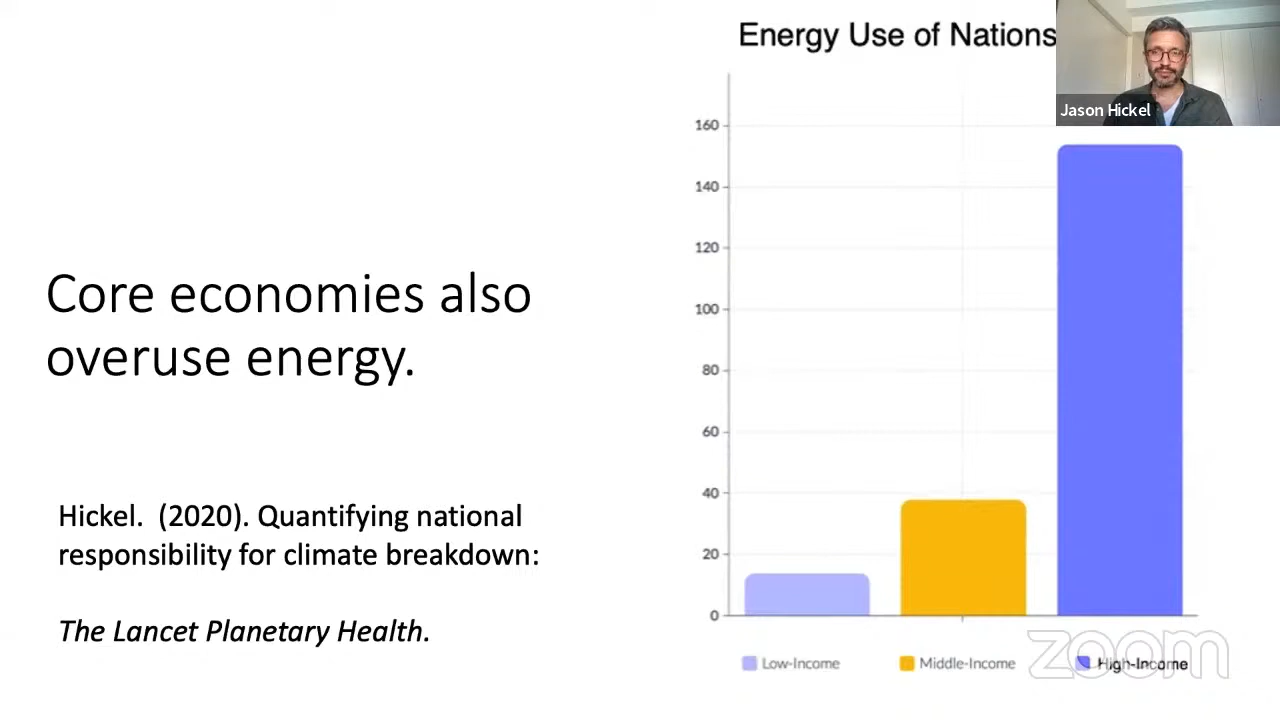 Energy Use of Nations
Jason Hickel
Core economies also
overuse energy.
Hickel.  (2020). Quantifying national
responsibility for climate breakdown:
The Lancet Planetary Health.
160
140
120
100
80
60
40
20
0
Low-Income
Middle-Income
High-Income
zoom